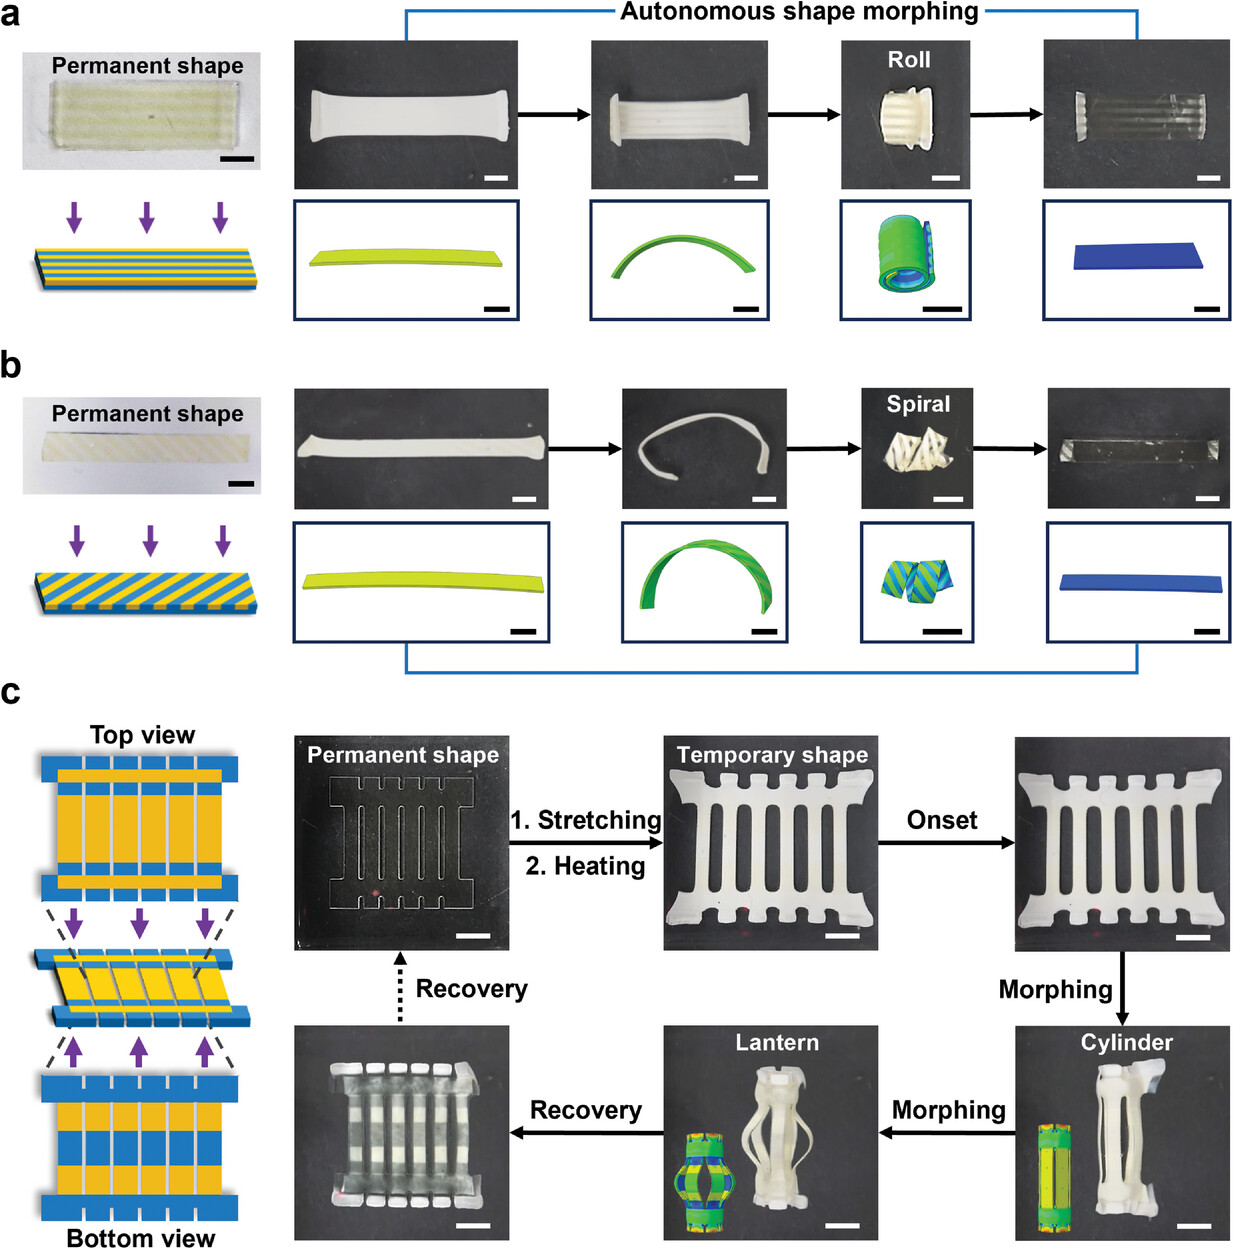 a
Autonomous shape morphing
Permanent shape
Roll
b
Permanent shape
Spiral
c
Top view
Permanent shape
1. Stretching
2. Heating
Temporary shape
Onset
Recovery
Morphing
Lantern
Cylinder
Recovery
Morphing
Bottom view